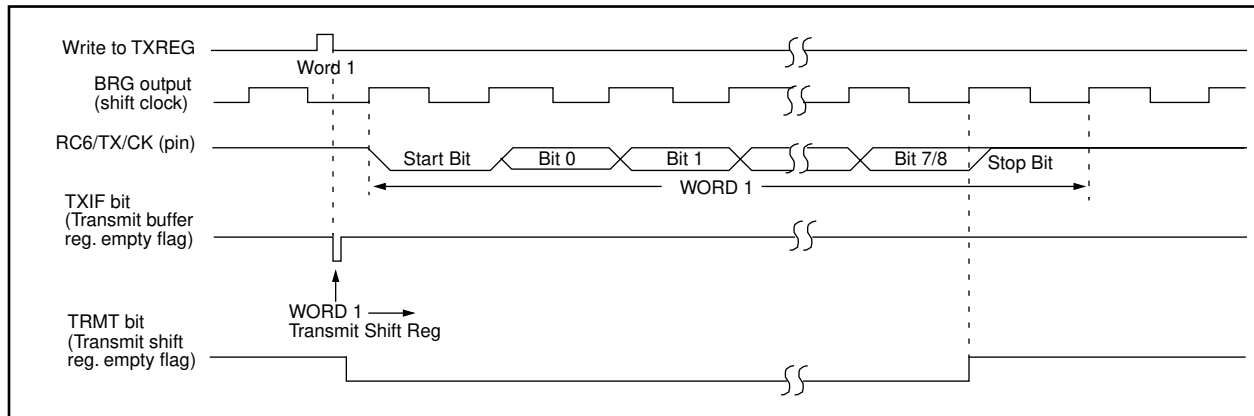 Write to TXREG
Word 1
BRG output
(shift clock)
RC6/TX/CK (pin)
Start Bit
Bit 0
Bit 1
Bit 7/8
Stop Bit
WORD 1
TXIF bit
(Transmit buffer
reg. empty flag)
WORD 1
Transmit Shift Reg
TRMT bit
(Transmit shift
reg. empty flag)